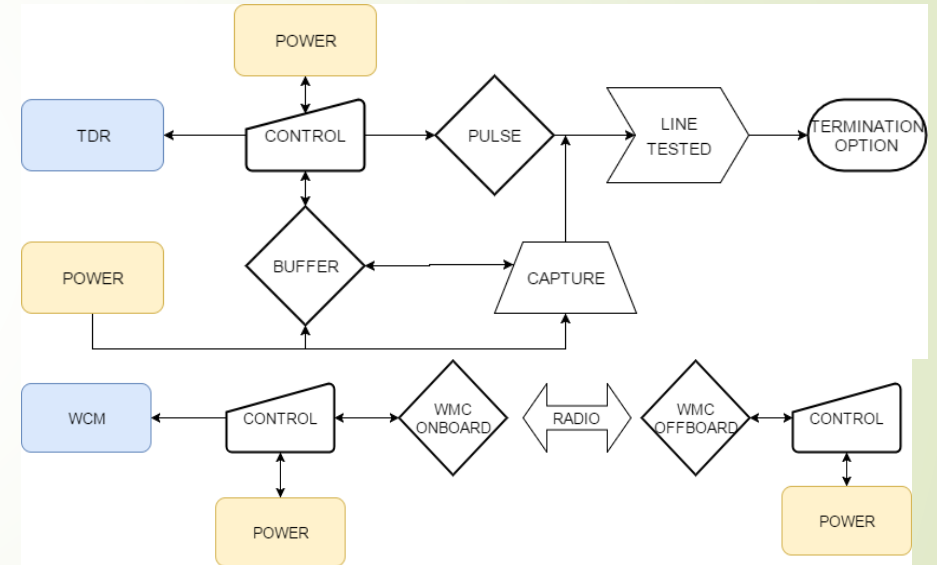 POWER
TDR
CONTROL
PULSE
LINE
TESTED
TERMINATION
OPTION
POWER
BUFFER
CAPTURE
WCM
CONTROL
WMC
ONBOARD
RADIO
WMC
OFFBOARD
CONTROL
POWER
POWER